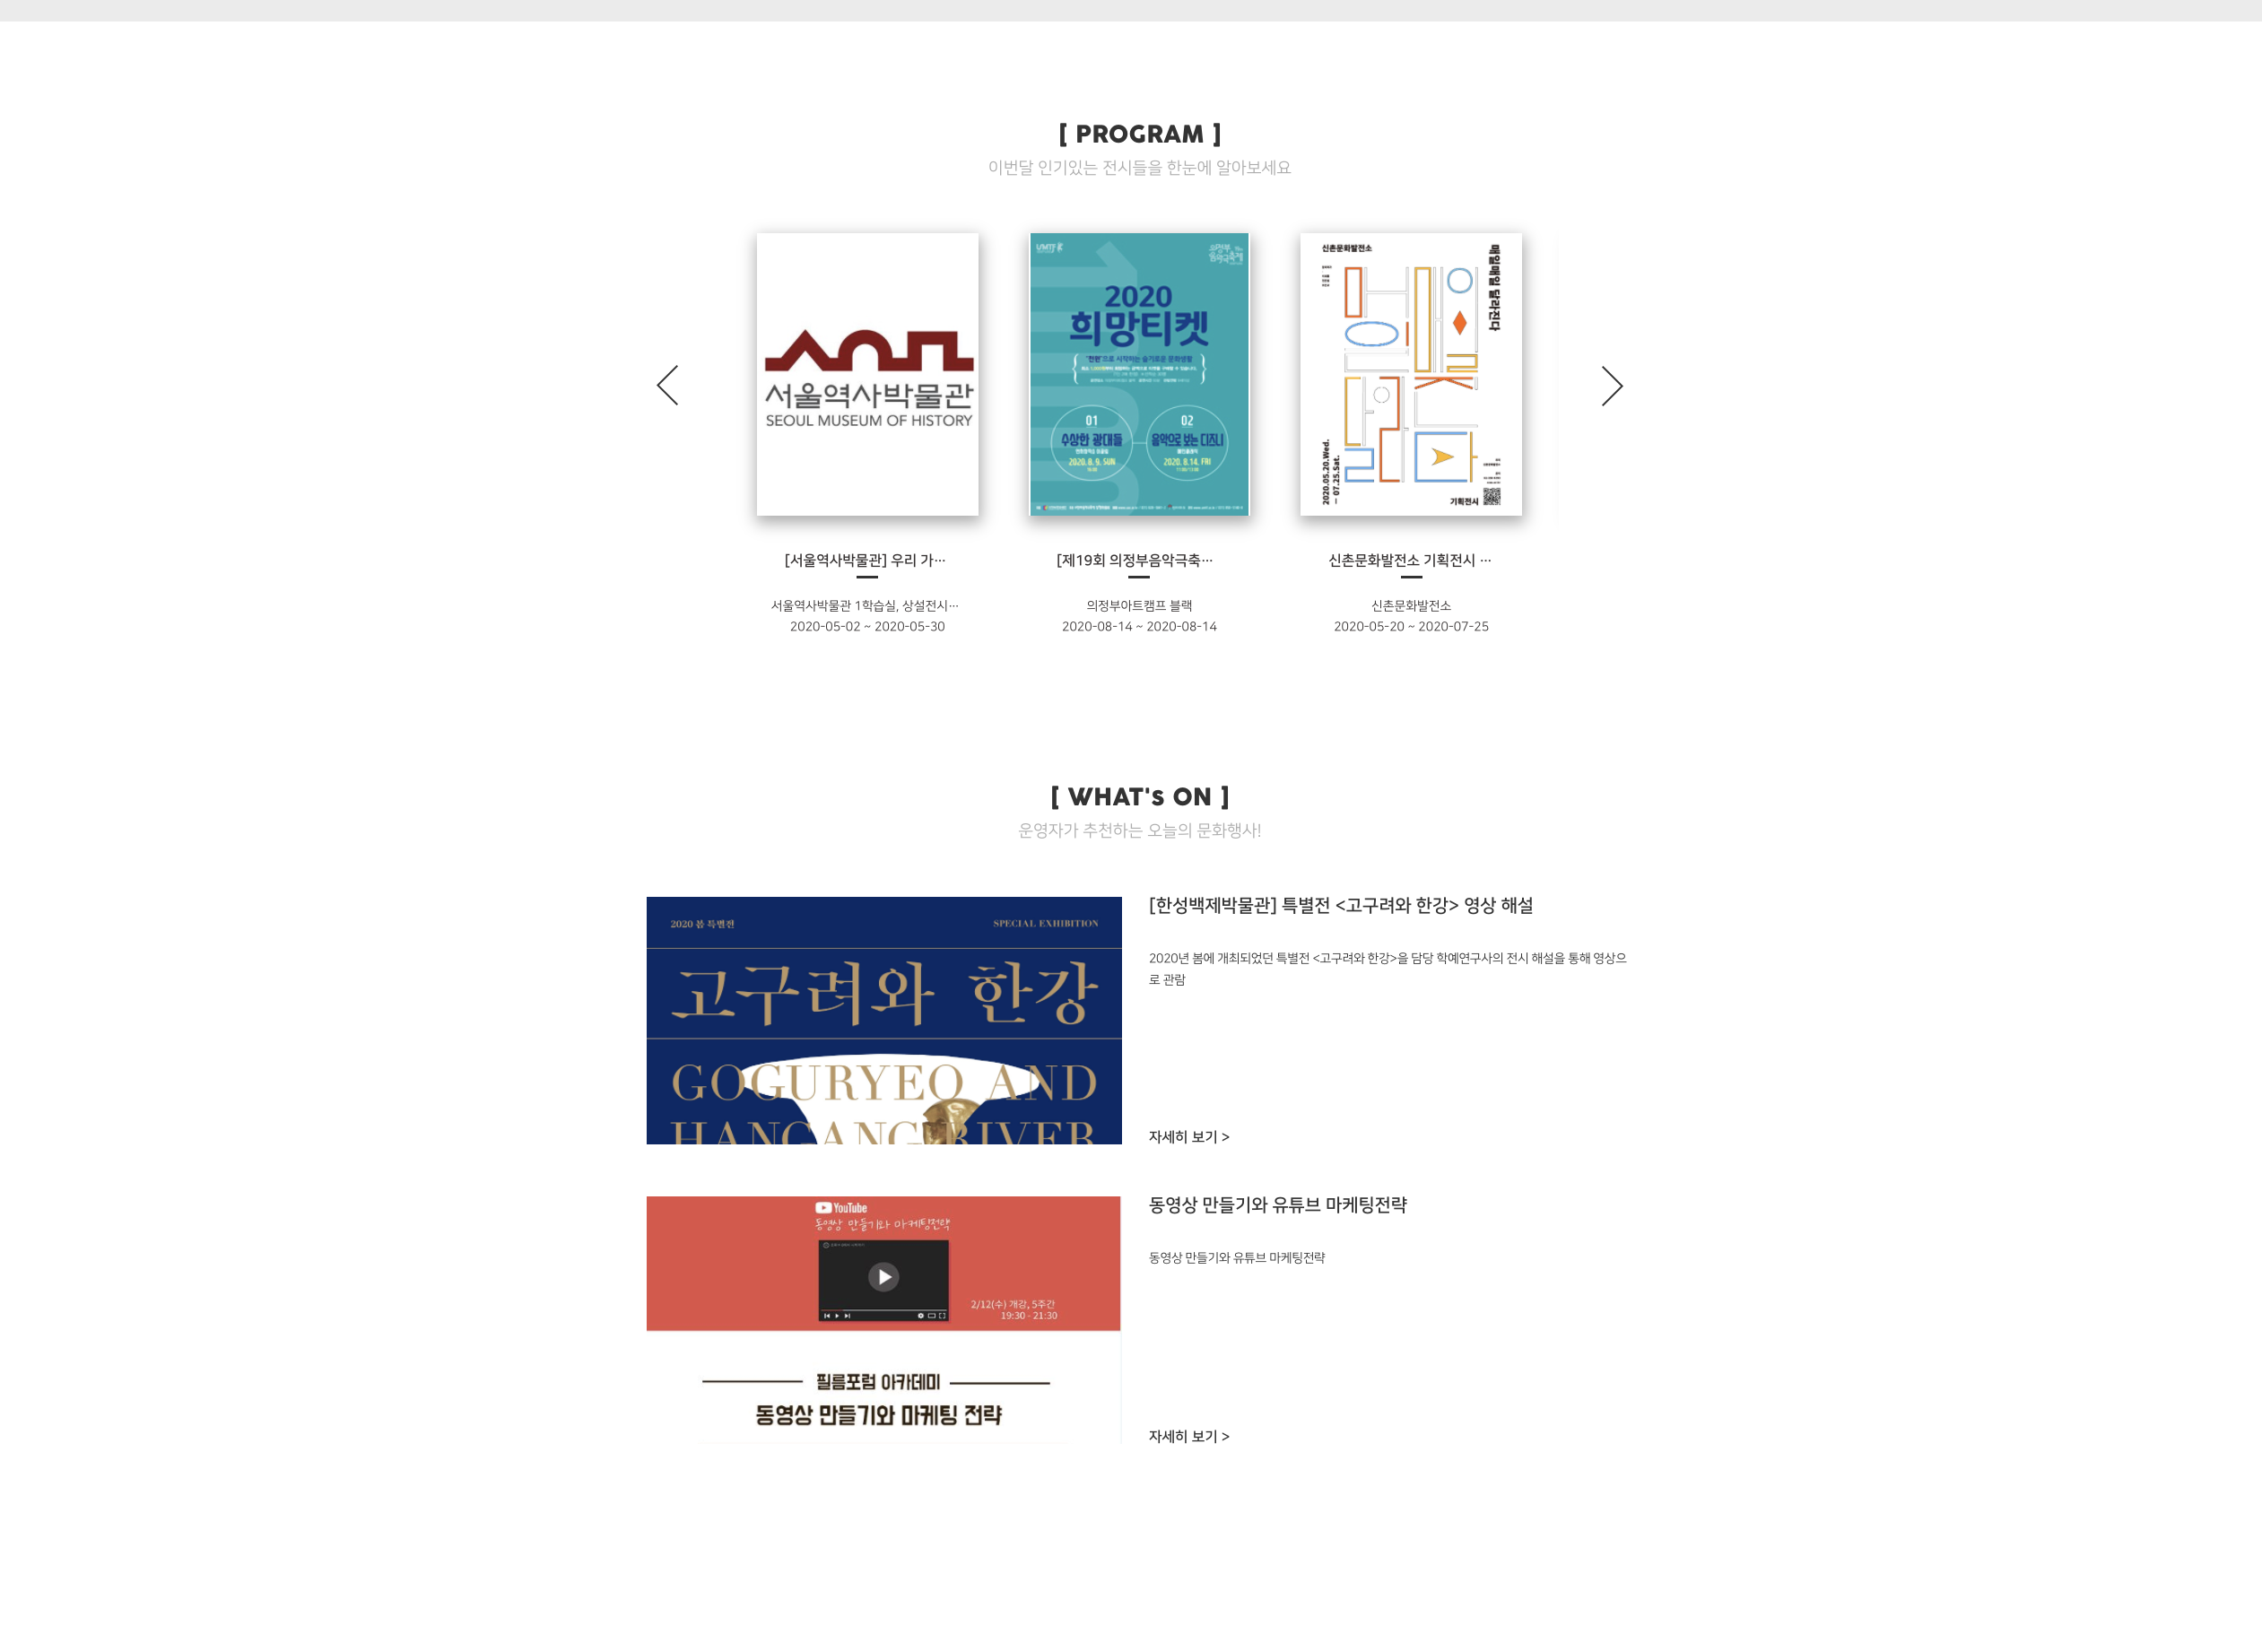 [ PROGRAM ]
이번달 인기있는 전시들을 한눈에 알아보세요
서울역사박물관
SEOUL MUSEUM OF HISTORY
UMTF
2020
희망티켓
"천원"으로 시작하는 슬기로운 문화생활
01
수상한 광대들
2020. 8. 9. SUN
02
음악으로 보는 디즈니
2020. 8. 14. FRI
신촌문화발전소
매일매일 달라진다
2020.05.20.Wed.
– 07.25.Sat.
기획전시
[서울역사박물관] 우리 가…
서울역사박물관 1학습실, 상설전시…
2020-05-02 ~ 2020-05-30
[제19회 의정부음악극축…
의정부아트캠프 블랙
2020-08-14 ~ 2020-08-14
신촌문화발전소 기획전시 …
신촌문화발전소
2020-05-20 ~ 2020-07-25
[ WHAT's ON ]
운영자가 추천하는 오늘의 문화행사!
2020 봄 특별전
SPECIAL EXHIBITION
고구려와 한강
GOGURYEO AND
HANGANG RIVER
[한성백제박물관] 특별전 <고구려와 한강> 영상 해설
2020년 봄에 개최되었던 특별전 <고구려와 한강>을 담당 학예연구사의 전시 해설을 통해 영상으
로 관람
자세히 보기 >
YouTube
동영상 만들기와 마케팅전략
2/12(수) 개강, 5주간
19:30 - 21:30
필름포럼 아카데미
동영상 만들기와 마케팅 전략
동영상 만들기와 유튜브 마케팅전략
동영상 만들기와 유튜브 마케팅전략
자세히 보기 >